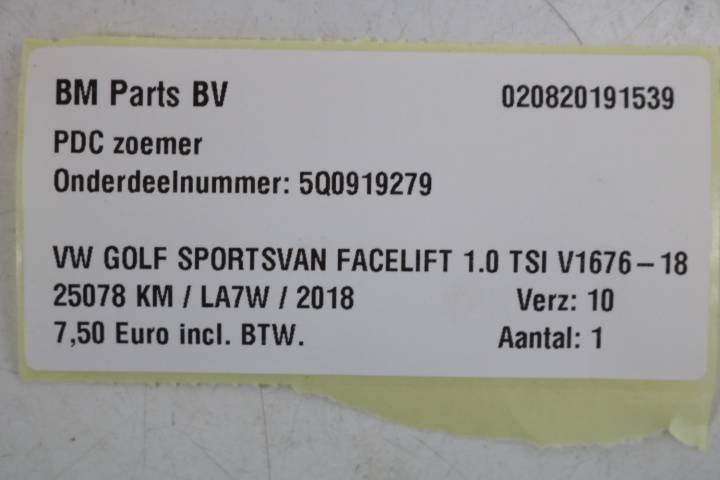 BM Parts BV 020820191539
PDC zoemer
Onderdeelnummer: 5Q0919279
VW GOLF SPORTSVAN FACELIFT 1.0 TSI V1676-18
25078 KM / LA7W / 2018 Verz: 10
7,50 Euro incl. BTW. Aantal: 1